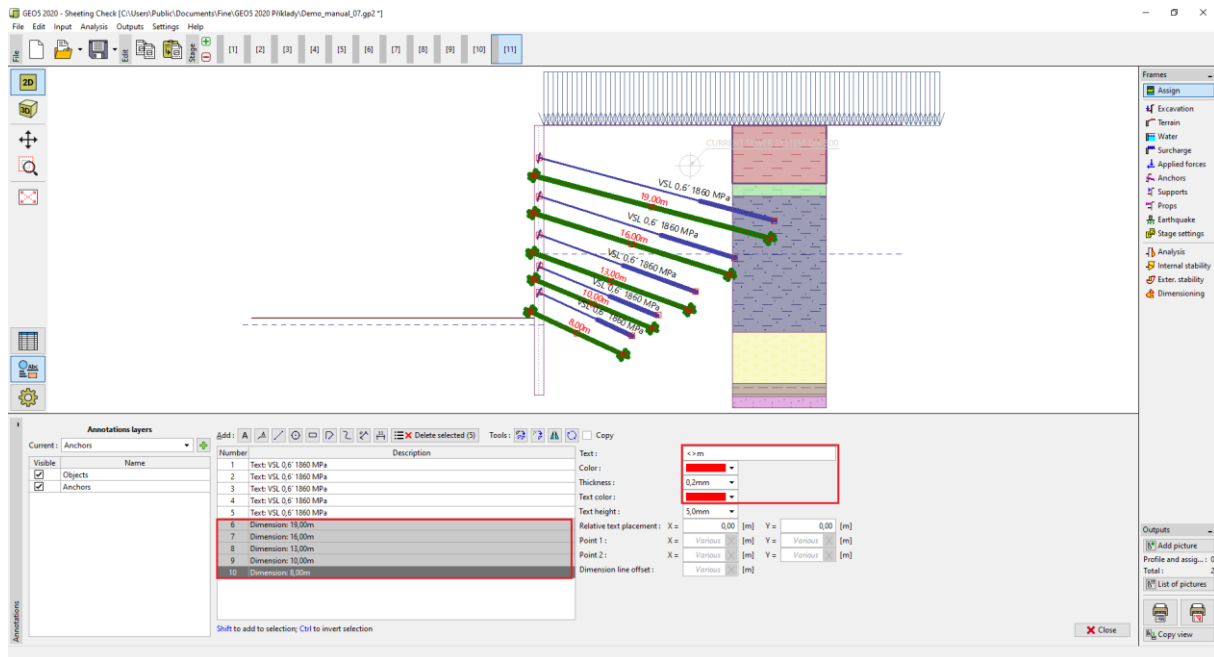 GEO5 2020 - Sheeting Check [C:\Users\Public\Documents\Fine\GEO5 2020 Příklady\Demo_manual_07.gp2 *]
File Edit Input Analysis Outputs Settings Help
File
Edit
Stage
[1] [2] [3] [4] [5] [6] [7] [8] [9] [10] [11]
2D
3D
VSL 0,6´ 1860 MPa
19,00m
VSL 0,6´ 1860 MPa
16,00m
VSL 0,6´ 1860 MPa
13,00m
VSL 0,6´ 1860 MPa
10,00m
VSL 0,6´ 1860 MPa
8,00m
Frames
Assign
Excavation
Terrain
Water
Surcharge
Applied forces
Anchors
Supports
Props
Earthquake
Stage settings
Analysis
Internal stability
Exter. stability
Dimensioning
Abc
Annotations
Annotations layers
Current : Anchors
Visible Name
Objects
Anchors
Add : A A Delete selected (5) Tools : Copy
Number Description
1 Text: VSL 0,6´ 1860 MPa
2 Text: VSL 0,6´ 1860 MPa
3 Text: VSL 0,6´ 1860 MPa
4 Text: VSL 0,6´ 1860 MPa
5 Text: VSL 0,6´ 1860 MPa
6 Dimension: 19,00m
7 Dimension: 16,00m
8 Dimension: 13,00m
9 Dimension: 10,00m
10 Dimension: 8,00m
Shift to add to selection; Ctrl to invert selection
Text : <>m
Color :
Thickness : 0,2mm
Text color :
Text height : 5,0mm
Relative text placement : X = 0,00 [m] Y = 0,00 [m]
Point 1 : X = Various [m] Y = Various [m]
Point 2 : X = Various [m] Y = Various [m]
Dimension line offset : Various [m]
Close
Outputs
Add picture
Profile and assig... : 0
Total : 2
List of pictures
Copy view